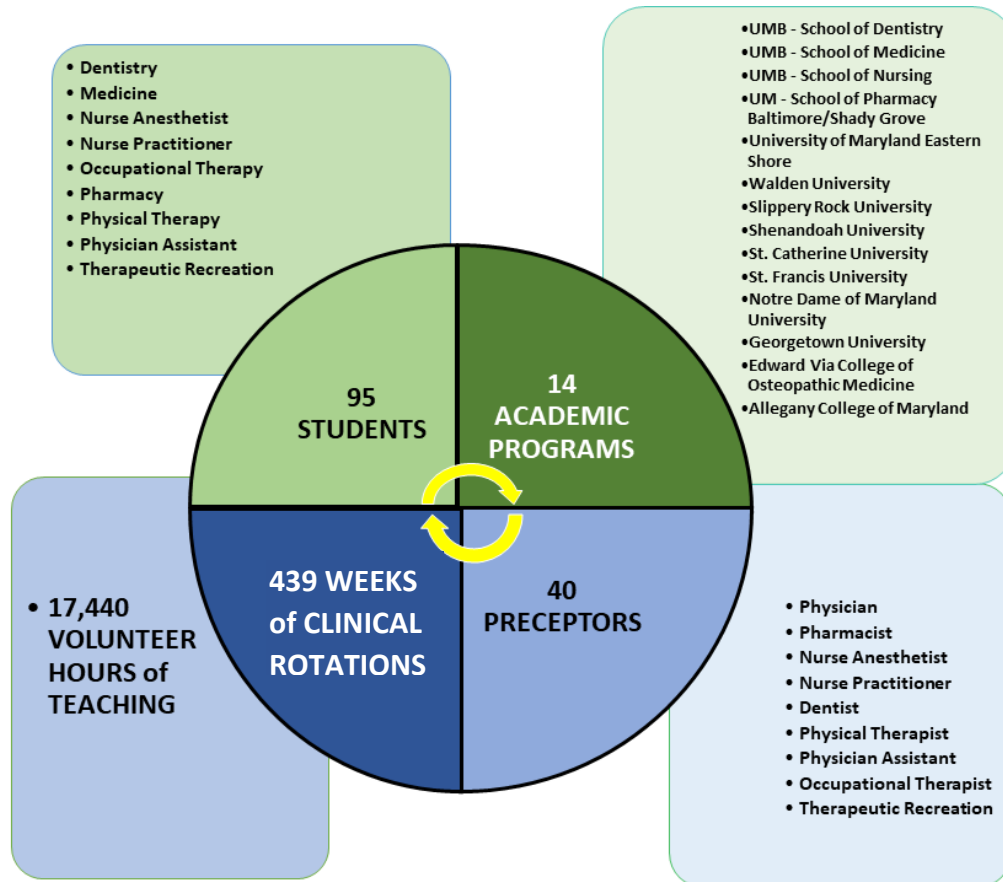 • Dentistry
• Medicine
• Nurse Anesthetist
• Nurse Practitioner
• Occupational Therapy
• Pharmacy
• Physical Therapy
• Physician Assistant
• Therapeutic Recreation
•UMB - School of Dentistry
•UMB - School of Medicine
•UMB - School of Nursing
•UM - School of Pharmacy
Baltimore/Shady Grove
•University of Maryland Eastern
Shore
•Walden University
•Slippery Rock University
•Shenandoah University
•St. Catherine University
•St. Francis University
•Notre Dame of Maryland
University
•Georgetown University
•Edward Via College of
Osteopathic Medicine
•Allegany College of Maryland
95
STUDENTS
14
ACADEMIC
PROGRAMS
439 WEEKS
of CLINICAL
ROTATIONS
40
PRECEPTORS
• 17,440
VOLUNTEER
HOURS of
TEACHING
• Physician
• Pharmacist
• Nurse Anesthetist
• Nurse Practitioner
• Dentist
• Physical Therapist
• Physician Assistant
• Occupational Therapist
• Therapeutic Recreation